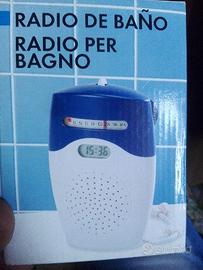 RADIO DE BAÑO
RADIO PER
BAGNO
15:36